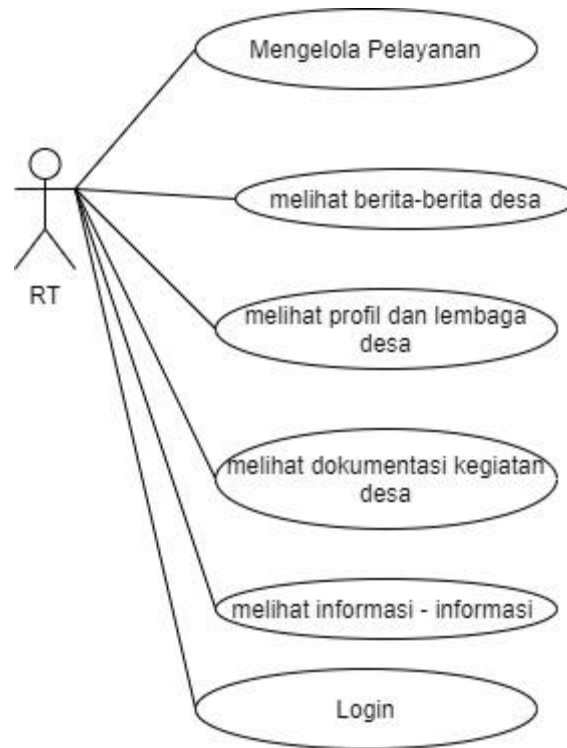 Mengelola Pelayanan
melihat berita-berita desa
RT
melihat profil dan lembaga
desa
melihat dokumentasi kegiatan
desa
melihat informasi - informasi
Login